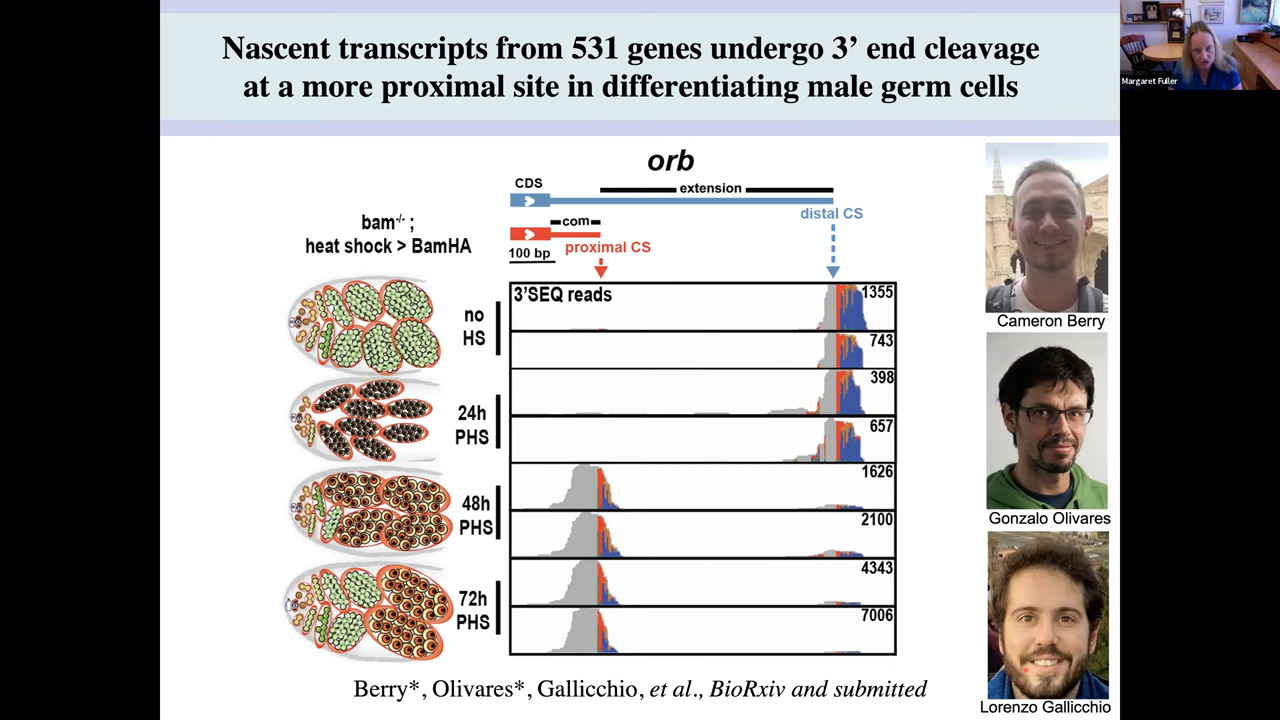 Nascent transcripts from 531 genes undergo 3’ end cleavage
at a more proximal site in differentiating male germ cells
Margaret Fuller
orb
CDS
extension
distal CS
com
proximal CS
100 bp
bam-/- ;
heat shock > BamHA
3'SEQ reads
no
HS
1355
743
24h
PHS
398
657
48h
PHS
1626
2100
72h
PHS
4343
7006
Cameron Berry
Gonzalo Olivares
Lorenzo Gallicchio
Berry*, Olivares*, Gallicchio, et al., BioRxiv and submitted